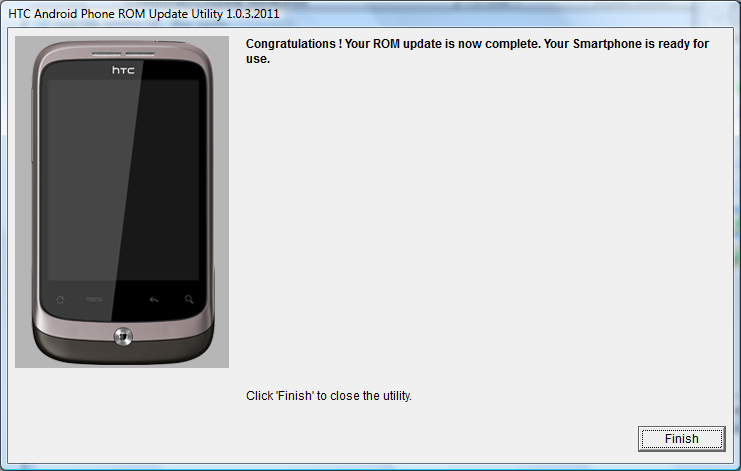 HTC Android Phone ROM Update Utility 1.0.3.2011
hTC
MENU
Congratulations ! Your ROM update is now complete. Your Smartphone is ready for
use.
Click 'Finish' to close the utility.
Finish